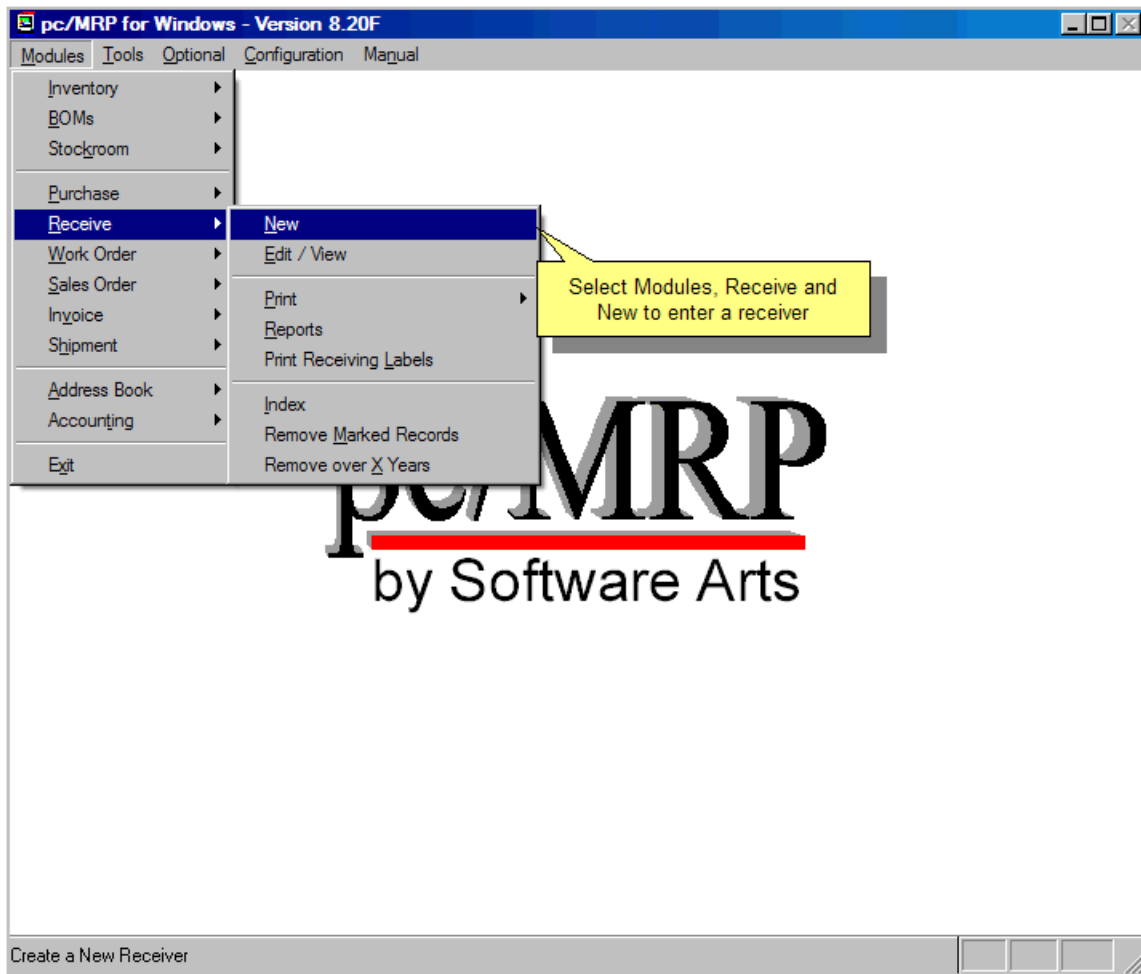 pc/MRP for Windows - Version 8.20F
Modules Tools Optional Configuration Manual
Inventory
BOMs
Stockroom
Purchase
Receive
Work Order
Sales Order
Invoice
Shipment
Address Book
Accounting
Exit
New
Edit / View
Print
Reports
Print Receiving Labels
Index
Remove Marked Records
Remove over X Years
Select Modules, Receive and
New to enter a receiver
pc/MRP
by Software Arts
Create a New Receiver